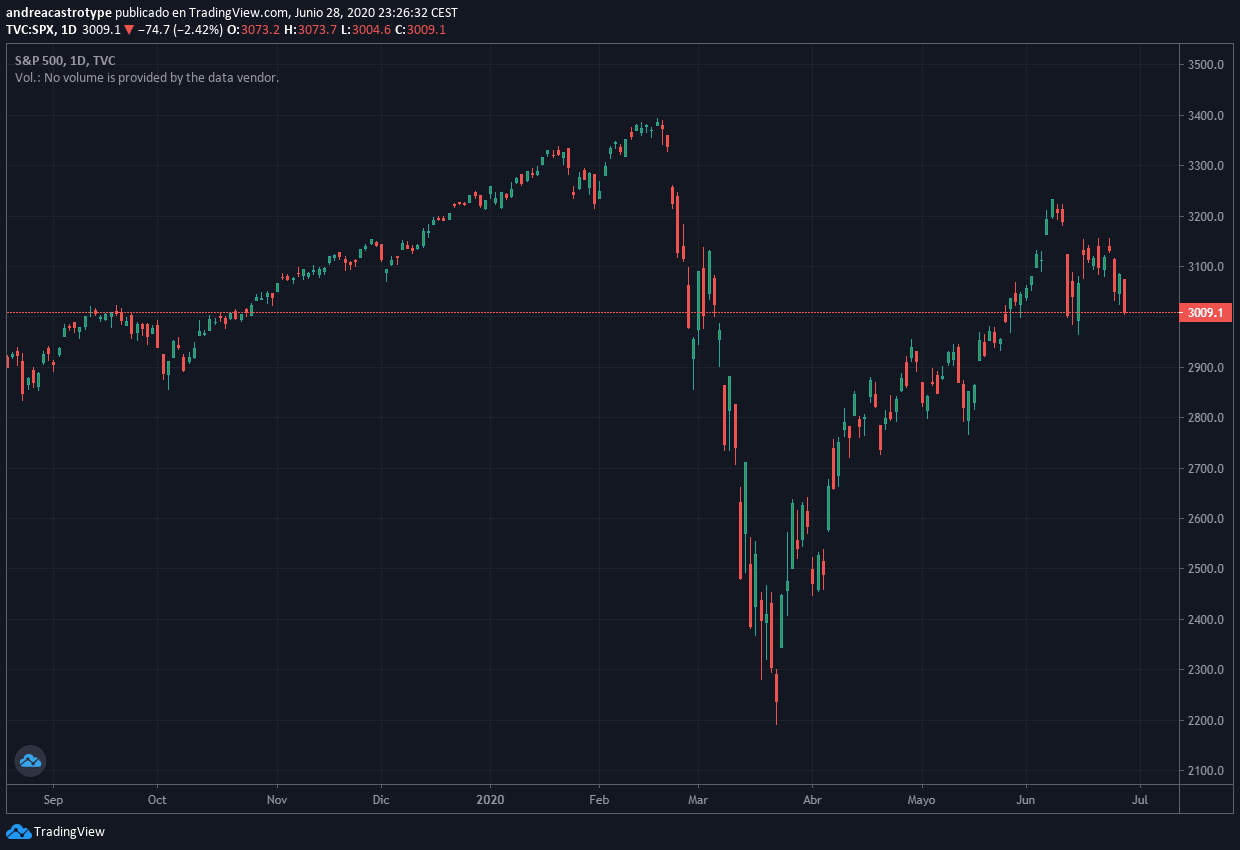 andreacastrotype publicado en TradingView.com, Junio 28, 2020 23:26:32 CEST
TVC:SPX, 1D 3009.1 ▼ −74.7 (−2.42%) O:3073.2 H:3073.7 L:3004.6 C:3009.1
S&P 500, 1D, TVC
Vol.: No volume is provided by the data vendor.
3500.0
3400.0
3300.0
3200.0
3100.0
3009.1
2900.0
2800.0
2700.0
2600.0
2500.0
2400.0
2300.0
2200.0
2100.0
Sep Oct Nov Dic 2020 Feb Mar Abr Mayo Jun Jul
TradingView